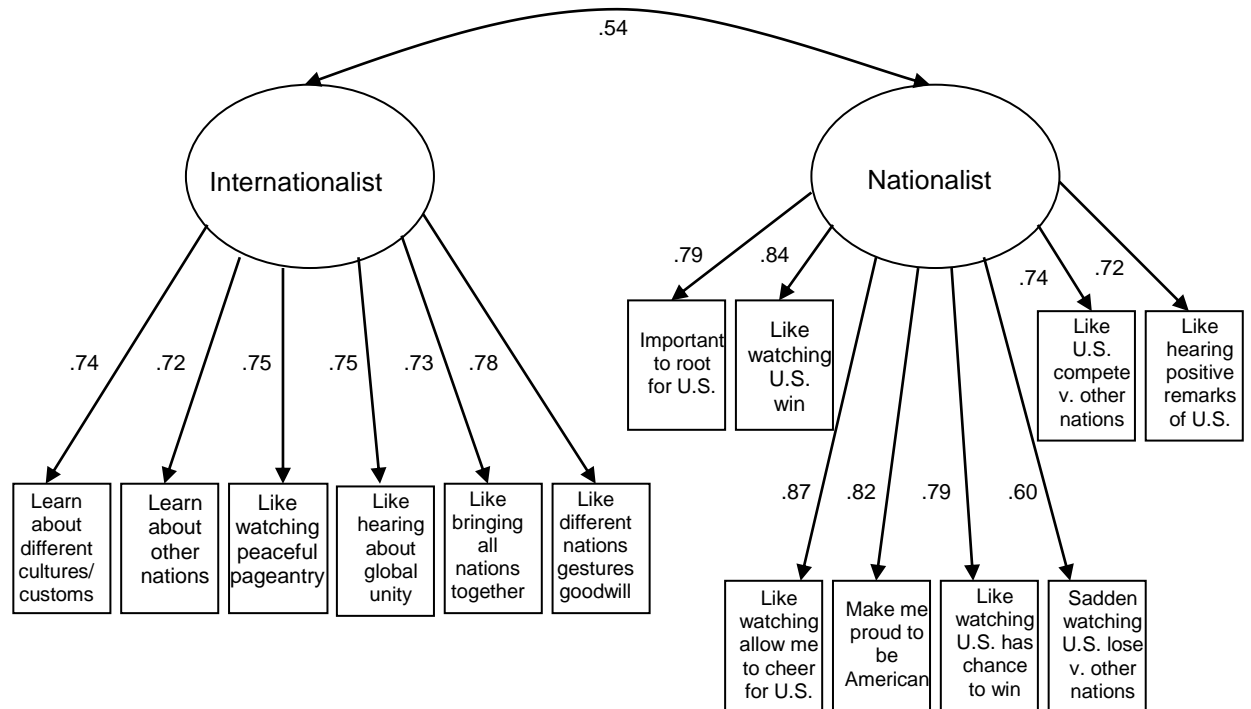 .54
Internationalist
Nationalist
.79
.84
.74
.72
Important
to root
for U.S.
Like
watching
U.S.
win
Like
U.S.
compete
v. other
nations
Like
hearing
positive
remarks
of U.S.
.74
.72
.75
.75
.73
.78
.87
.82
.79
.60
Learn
about
different
cultures/
customs
Learn
about
other
nations
Like
watching
peaceful
pageantry
Like
hearing
about
global
unity
Like
bringing
all
nations
together
Like
different
nations
gestures
goodwill
Like
watching
allow me
to cheer
for U.S.
Make me
proud to
be
American
Like
watching
U.S. has
chance
to win
Sadden
watching
U.S. lose
v. other
nations